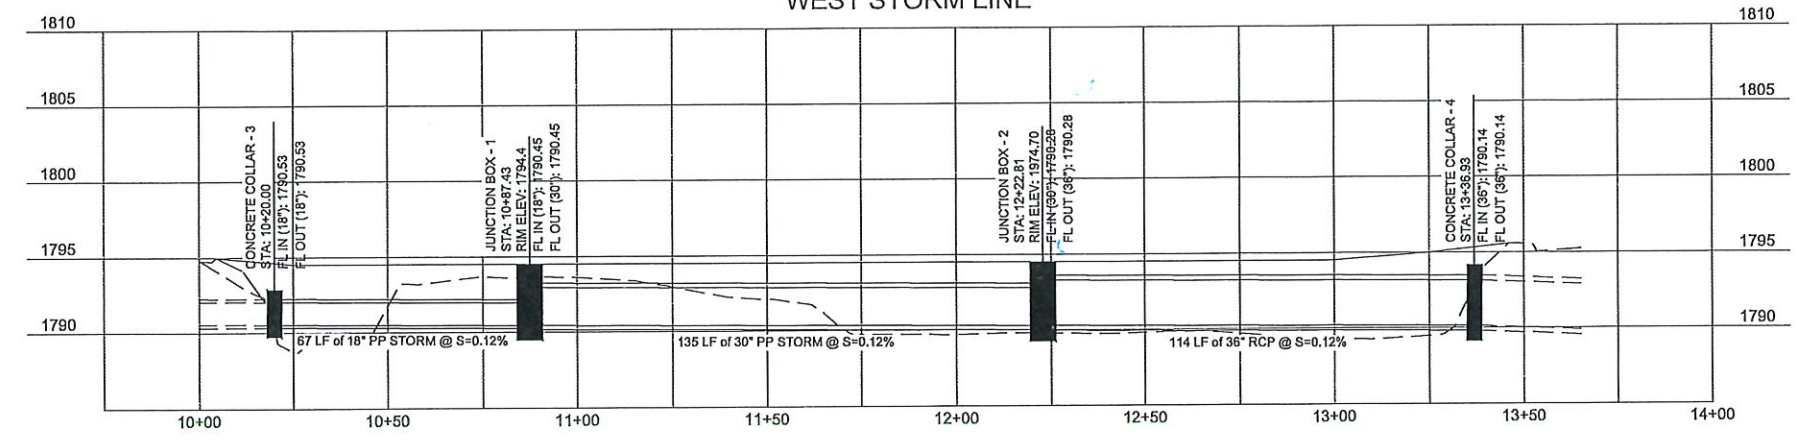 WEST STORM LINE
1810
1810
1805
1805
1800
1800
1795
1795
1790
1790
CONCRETE COLLAR - 3
STA: 10+20.00
FL IN (18"): 1790.53
FL OUT (18"): 1790.53
JUNCTION BOX - 1
STA: 10+87.43
RIM ELEV: 1794.4
FL IN (18"): 1790.45
FL OUT (30"): 1790.45
JUNCTION BOX - 2
STA: 12+22.81
RIM ELEV: 1974.70
FL IN (30"): 1790.28
FL OUT (36"): 1790.28
CONCRETE COLLAR - 4
STA: 13+36.93
FL IN (36"): 1790.14
FL OUT (36"): 1790.14
67 LF of 18" PP STORM @ S=0.12%
135 LF of 30" PP STORM @ S=0.12%
114 LF of 36" RCP @ S=0.12%
10+00
10+50
11+00
11+50
12+00
12+50
13+00
13+50
14+00